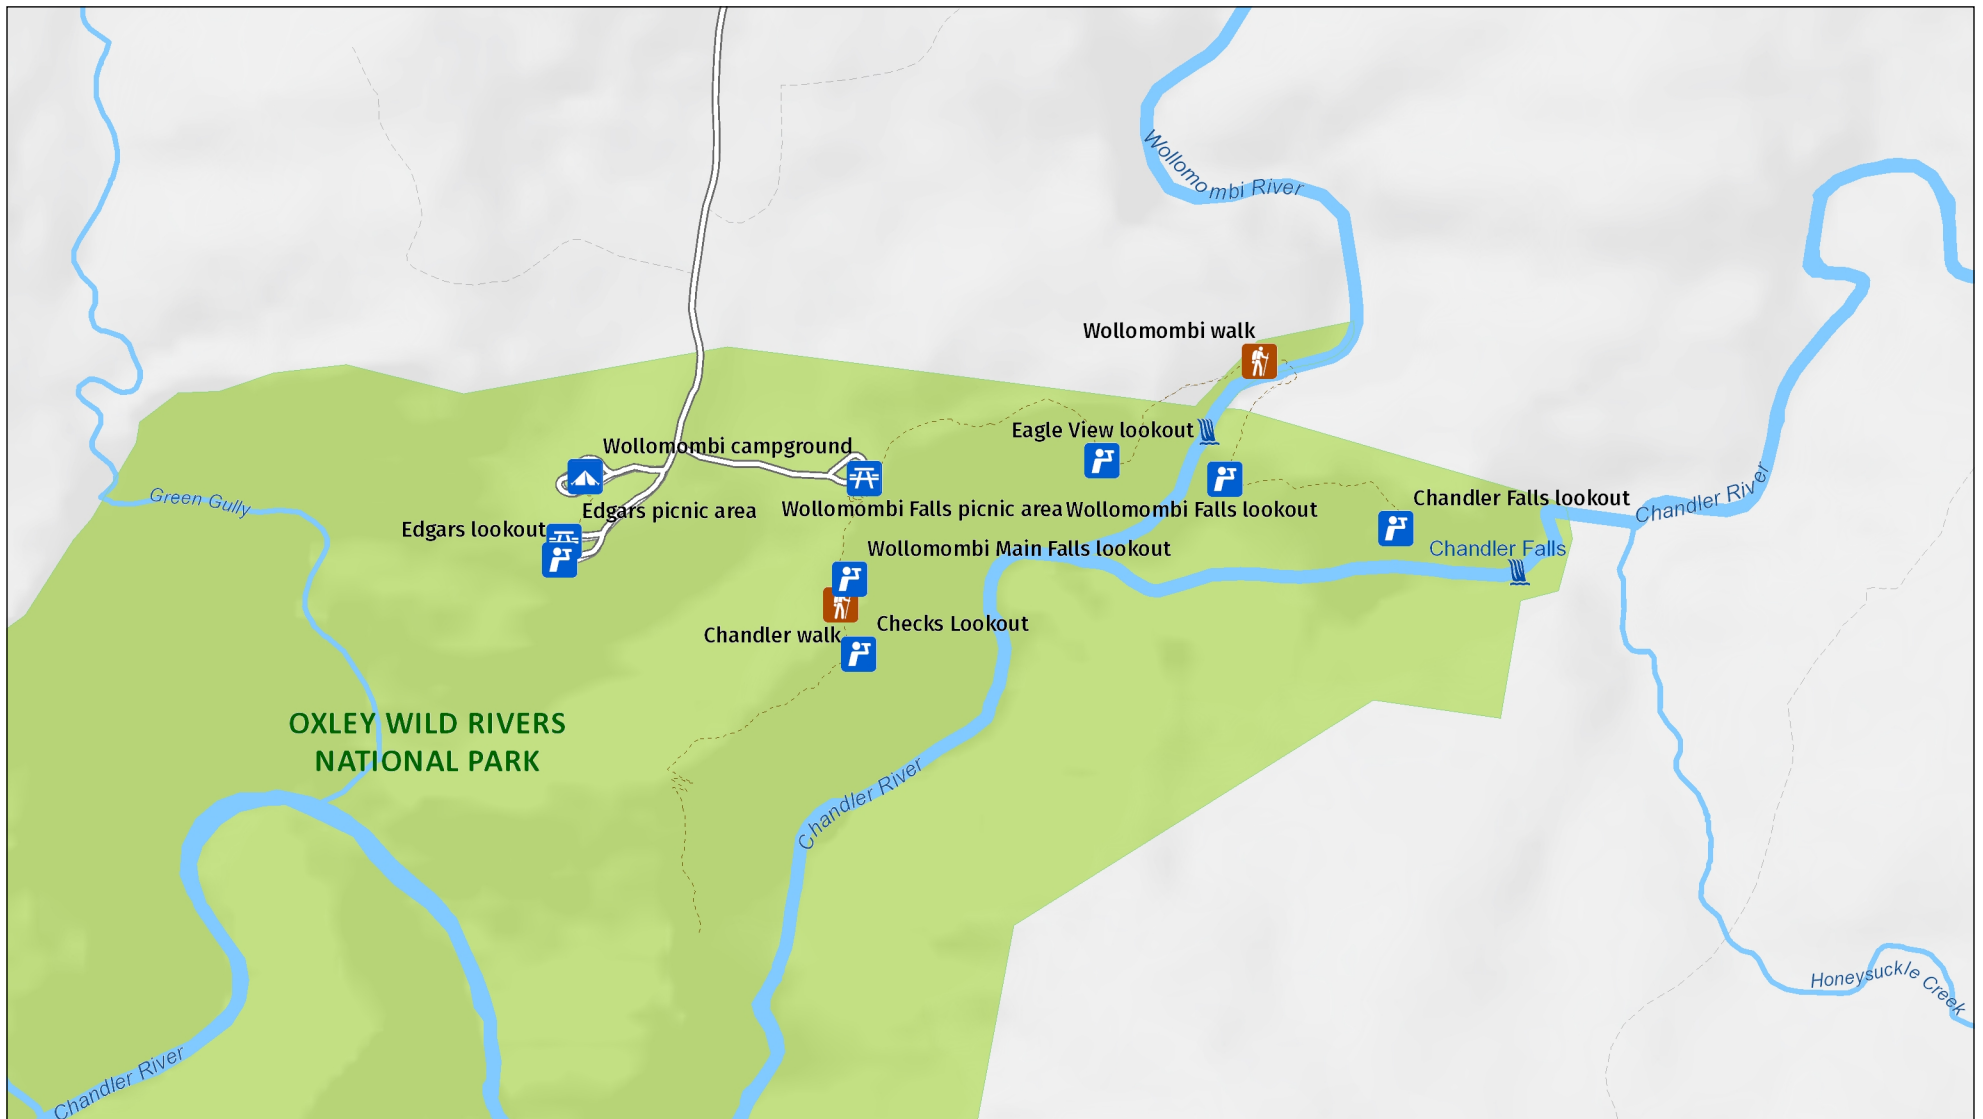 Wollomombi River
Wollomombi walk
Eagle View lookout
Wollomombi campground
Green Gully
Edgars picnic area
Wollomombi Falls picnic area
Wollomombi Falls lookout
Chandler Falls lookout
Chandler River
Edgars lookout
Wollomombi Main Falls lookout
Chandler Falls
Checks Lookout
Chandler walk
OXLEY WILD RIVERS
NATIONAL PARK
Chandler River
Honeysuckle Creek
Chandler River